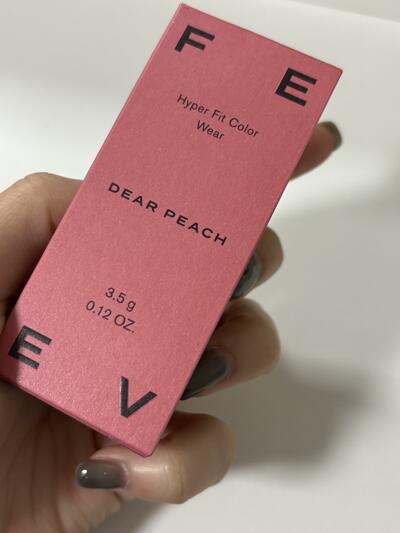 F E
Hyper Fit Color
Wear
DEAR PEACH
3.5 g
0.12 OZ.
E V